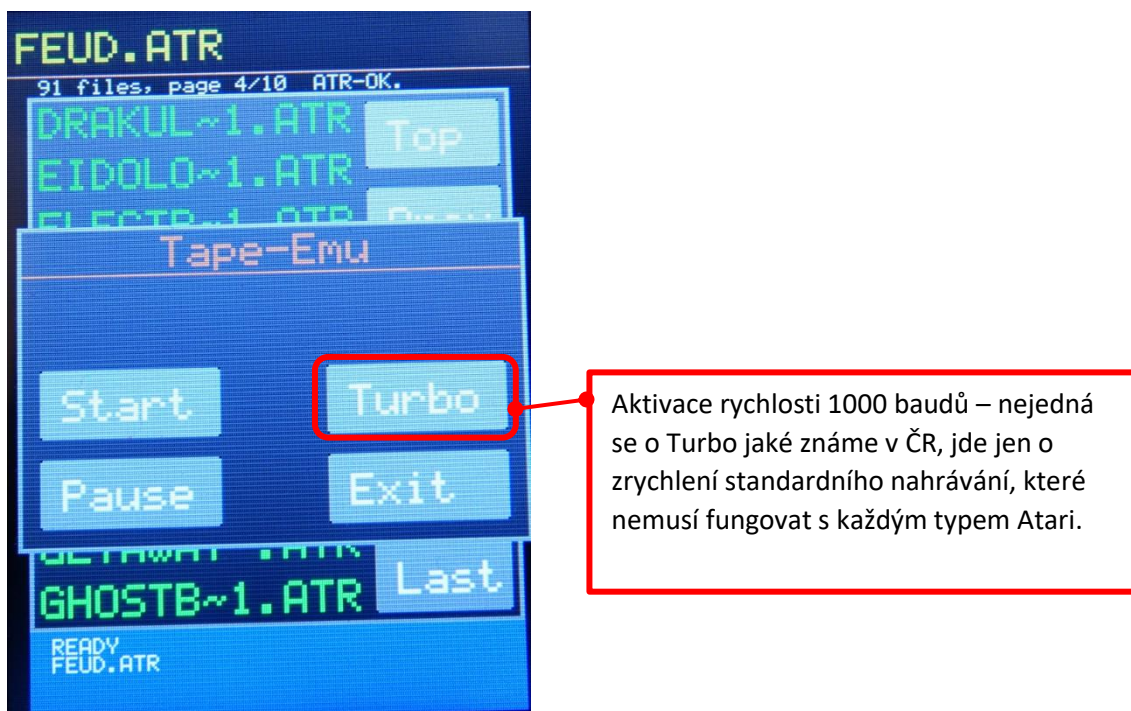 FEUD.ATR
91 files, page 4/10 ATR-OK.
DRAKUL~1.ATR
Top
EIDOLO~1.ATR
Tape-Emu
Start
Turbo
Pause
Exit
GHOSTB~1.ATR
Last
READY
FEUD.ATR
Aktivace rychlosti 1000 baudů – nejedná
se o Turbo jaké známe v ČR, jde jen o
zrychlení standardního nahrávání, které
nemusí fungovat s každým typem Atari.